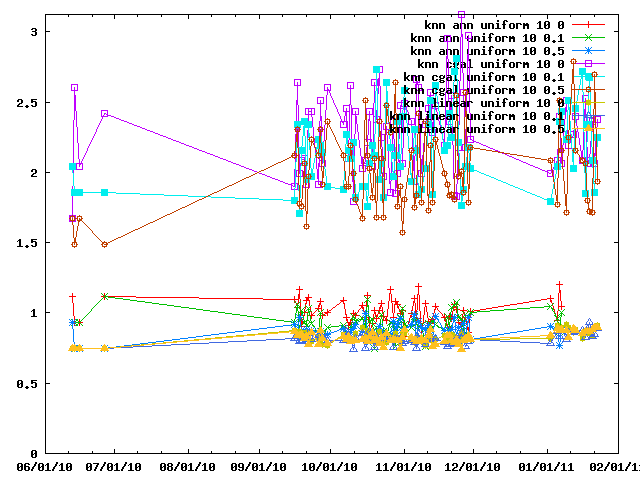 3
2.5
2
1.5
1
0.5
0
06/01/10 07/01/10 08/01/10 09/01/10 10/01/10 11/01/10 12/01/10 01/01/11 02/01/11
knn ann uniform 10 0
knn ann uniform 10 0.1
knn ann uniform 10 0.5
knn cgal uniform 10 0
knn cgal uniform 10 0.1
knn cgal uniform 10 0.5
knn linear uniform 10 0
knn linear uniform 10 0.1
knn linear uniform 10 0.5